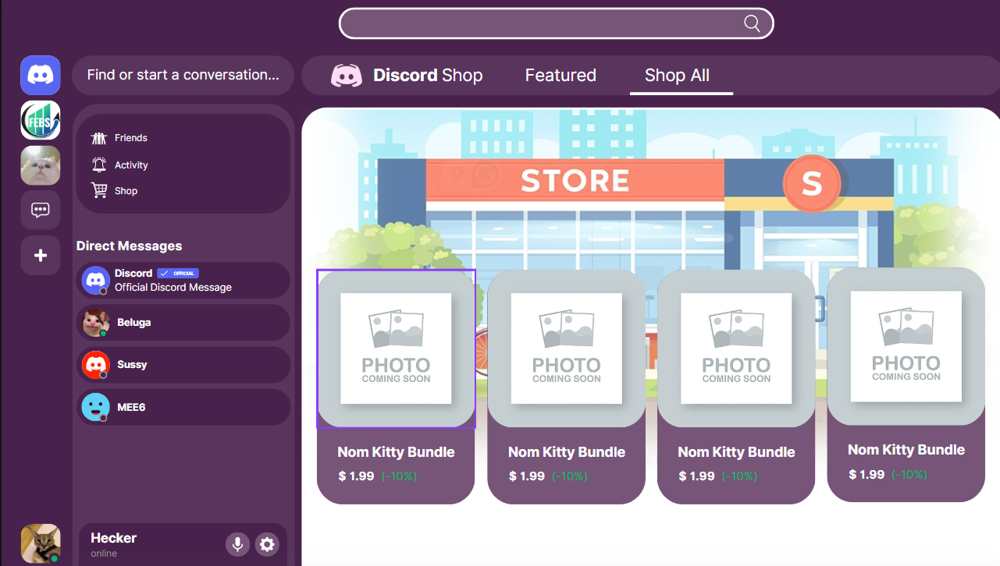 Find or start a conversation...
Discord Shop
Featured
Shop All
FEBS
Friends
Activity
Shop
Direct Messages
Discord
OFFICIAL
Official Discord Message
Beluga
Sussy
MEE6
Hecker
online
STORE
S
PHOTO
COMING SOON
Nom Kitty Bundle
$ 1.99 (-10%)
PHOTO
COMING SOON
Nom Kitty Bundle
$ 1.99 (-10%)
PHOTO
COMING SOON
Nom Kitty Bundle
$ 1.99 (-10%)
PHOTO
COMING SOON
Nom Kitty Bundle
$ 1.99 (-10%)